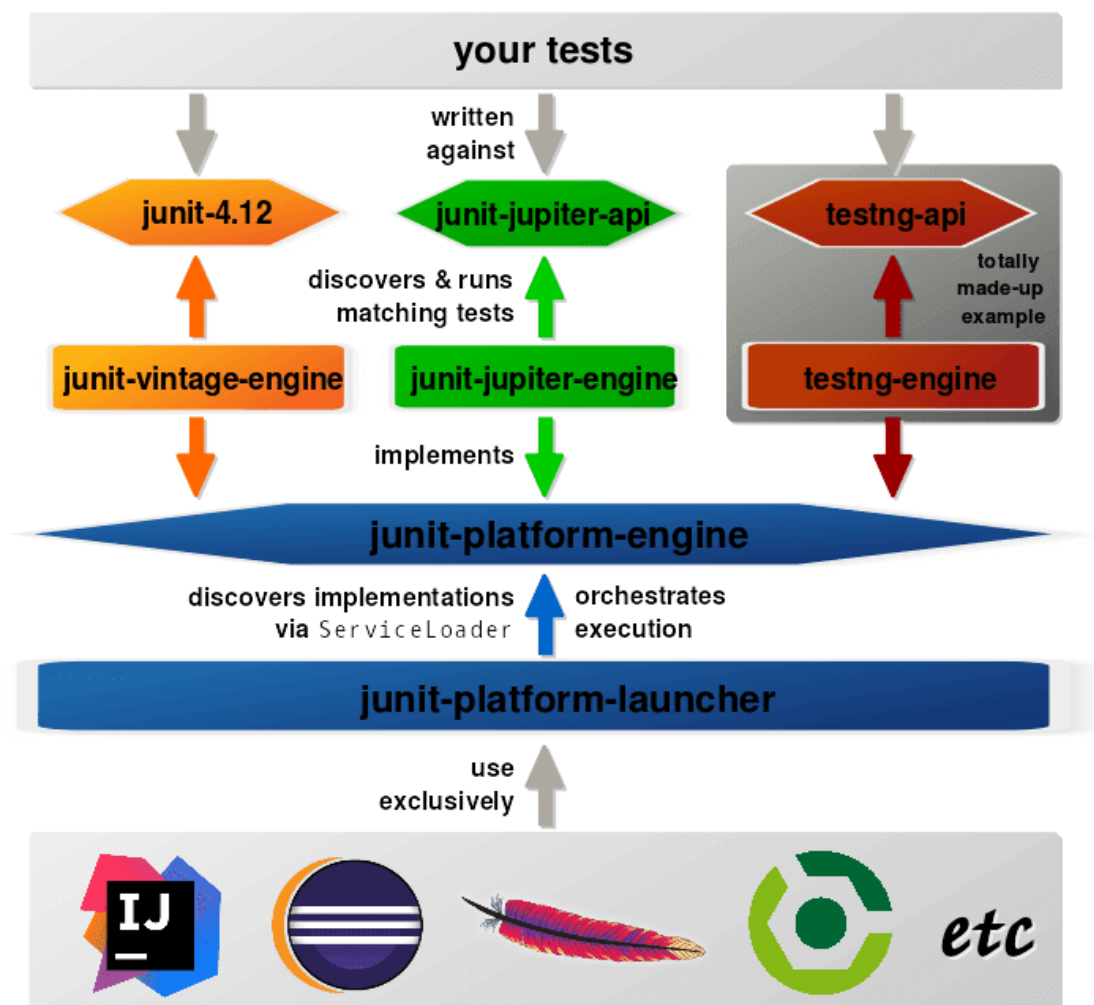 your tests
written
against
junit-4.12
junit-jupiter-api
testng-api
discovers & runs
matching tests
totally
made-up
example
junit-vintage-engine
junit-jupiter-engine
testng-engine
implements
junit-platform-engine
discovers implementations
via ServiceLoader
orchestrates
execution
junit-platform-launcher
use
exclusively
IJ
etc